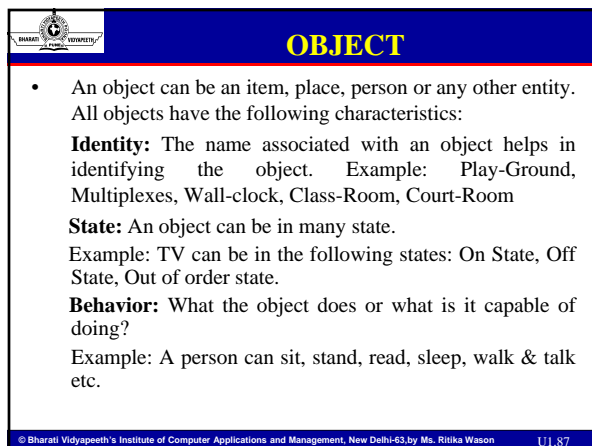 BHARATI
VIDYAPEETH
PUNE
OBJECT
• An object can be an item, place, person or any other entity.
All objects have the following characteristics:
Identity: The name associated with an object helps in
identifying the object. Example: Play-Ground,
Multiplexes, Wall-clock, Class-Room, Court-Room
State: An object can be in many state.
Example: TV can be in the following states: On State, Off
State, Out of order state.
Behavior: What the object does or what is it capable of
doing?
Example: A person can sit, stand, read, sleep, walk & talk
etc.
© Bharati Vidyapeeth's Institute of Computer Applications and Management, New Delhi-63,by Ms. Ritika Wason
U1.87